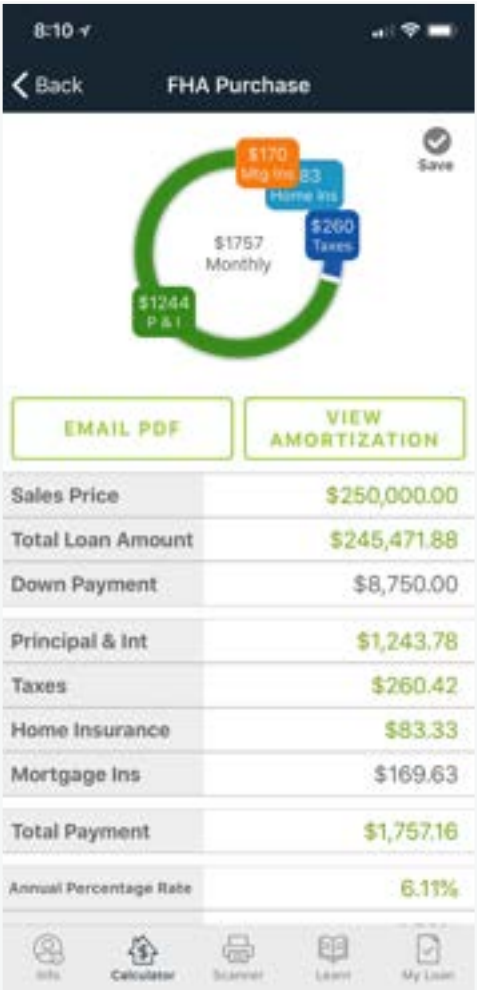 8:10
Back
FHA Purchase
Save
$170
Mtg Ins
83
Home Ins
$260
Taxes
$1757
Monthly
$1244
P & I
EMAIL PDF
VIEW
AMORTIZATION
Sales Price $250,000.00
Total Loan Amount $245,471.88
Down Payment $8,750.00
Principal & Int $1,243.78
Taxes $260.42
Home Insurance $83.33
Mortgage Ins $169.63
Total Payment $1,757.16
Annual Percentage Rate 6.11%
Info Calculator Scanner Learn My Loan